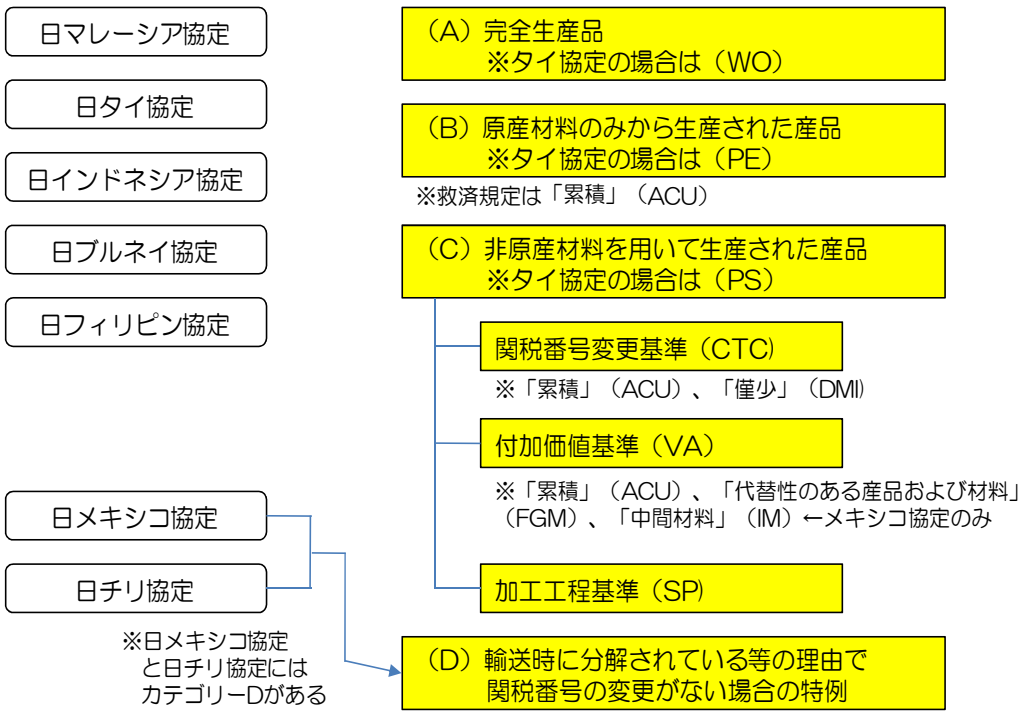 日マレーシア協定
日タイ協定
日インドネシア協定
日ブルネイ協定
日フィリピン協定
日メキシコ協定
日チリ協定
※日メキシコ協定
と日チリ協定には
カテゴリーDがある
（A）完全生産品
※タイ協定の場合は（WO）
（B）原産材料のみから生産された産品
※タイ協定の場合は（PE）
※救済規定は「累積」（ACU）
（C）非原産材料を用いて生産された産品
※タイ協定の場合は（PS）
関税番号変更基準（CTC)
※「累積」（ACU）、「僅少」（DMI)
付加価値基準（VA）
※「累積」（ACU）、「代替性のある産品および材料」
（FGM）、「中間材料」（IM）←メキシコ協定のみ
加工工程基準（SP)
（D）輸送時に分解されている等の理由で
関税番号の変更がない場合の特例